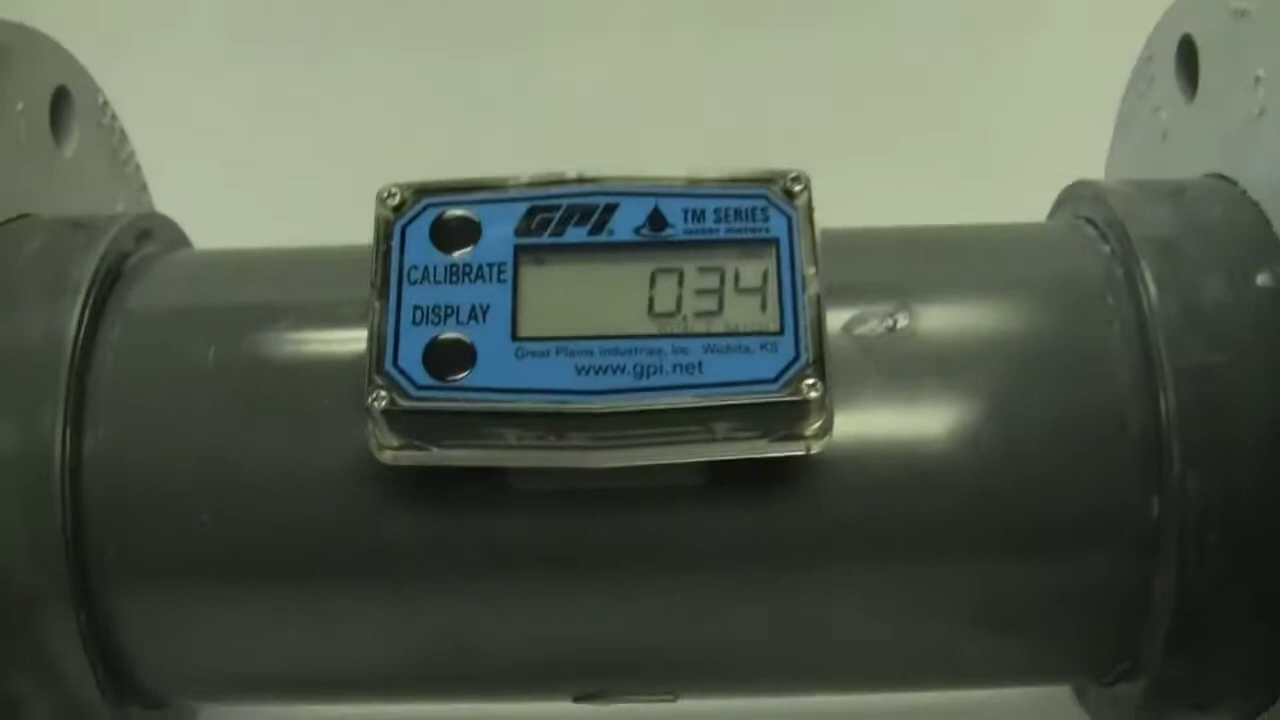 GPI
TM SERIES
water meters
CALIBRATE
DISPLAY
0.34
Great Plains Industries, Inc Wichita, KS
www.gpi.net